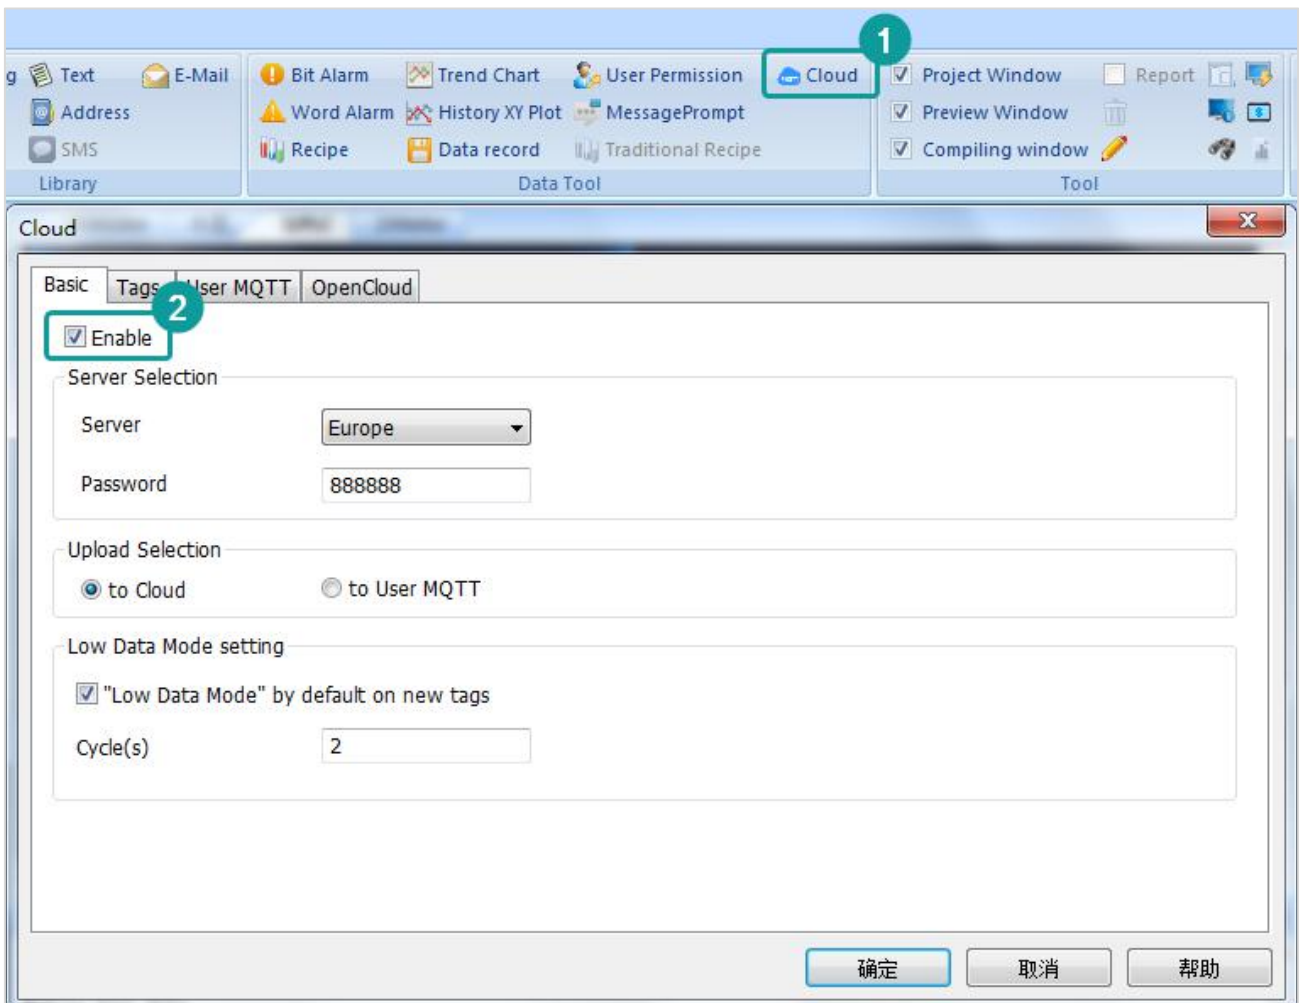 1
g Text E-Mail Bit Alarm Trend Chart User Permission Cloud Project Window Report
Address Word Alarm History XY Plot MessagePrompt Preview Window
SMS Recipe Data record Traditional Recipe Compiling window
Library Data Tool Tool
Cloud
Basic Tags User MQTT OpenCloud
2
Enable
Server Selection
Server Europe
Password 888888
Upload Selection
to Cloud to User MQTT
Low Data Mode setting
"Low Data Mode" by default on new tags
Cycle(s) 2
确定 取消 帮助